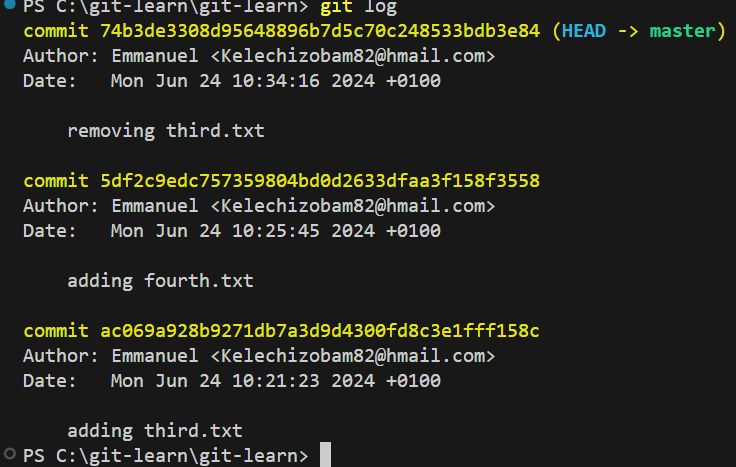 PS C:\git-learn\git-learn> git log
commit 74b3de3308d95648896b7d5c70c248533bdb3e84 (HEAD -> master)
Author: Emmanuel <Kelechizobam82@hmail.com>
Date:   Mon Jun 24 10:34:16 2024 +0100
removing third.txt
commit 5df2c9edc757359804bd0d2633dfaa3f158f3558
Author: Emmanuel <Kelechizobam82@hmail.com>
Date:   Mon Jun 24 10:25:45 2024 +0100
adding fourth.txt
commit ac069a928b9271db7a3d9d4300fd8c3e1fff158c
Author: Emmanuel <Kelechizobam82@hmail.com>
Date:   Mon Jun 24 10:21:23 2024 +0100
adding third.txt
PS C:\git-learn\git-learn>